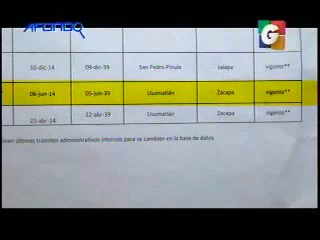 AFONDO
G
10-dic-14 09-dic-39 San Pedro Pinula Jalapa vigente**
06-jun-14 05-jun-39 Usumatlán Zacapa vigente**
23-abr-14 22-abr-39 Usumatlán Zacapa vigente**
últimos trámites administrativos internos para se cambien en la base de datos